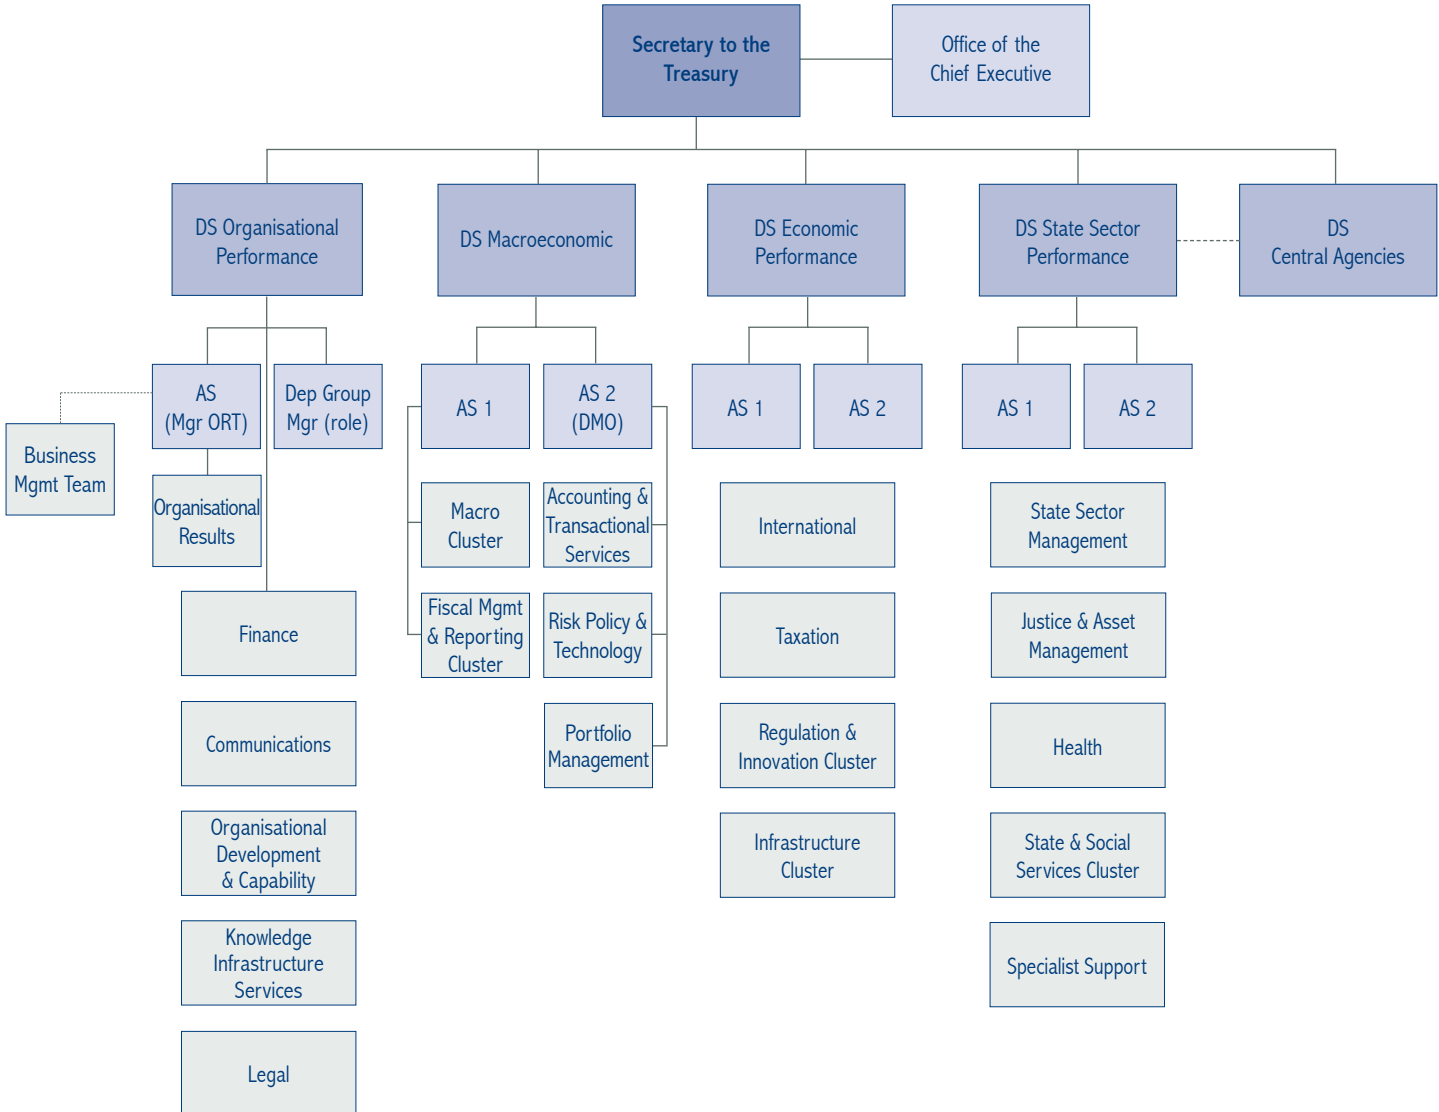 Secretary to the
Treasury
Office of the
Chief Executive
DS Organisational
Performance
DS Macroeconomic
DS Economic
Performance
DS State Sector
Performance
DS
Central Agencies
AS
(Mgr ORT)
Dep Group
Mgr (role)
AS 1
AS 2
(DMO)
AS 1
AS 2
AS 1
AS 2
Business
Mgmt Team
Organisational
Results
Macro
Cluster
Accounting &
Transactional
Services
International
State Sector
Management
Finance
Fiscal Mgmt
& Reporting
Cluster
Risk Policy &
Technology
Taxation
Justice & Asset
Management
Communications
Portfolio
Management
Regulation &
Innovation Cluster
Health
Organisational
Development
& Capability
Infrastructure
Cluster
State & Social
Services Cluster
Knowledge
Infrastructure
Services
Specialist Support
Legal